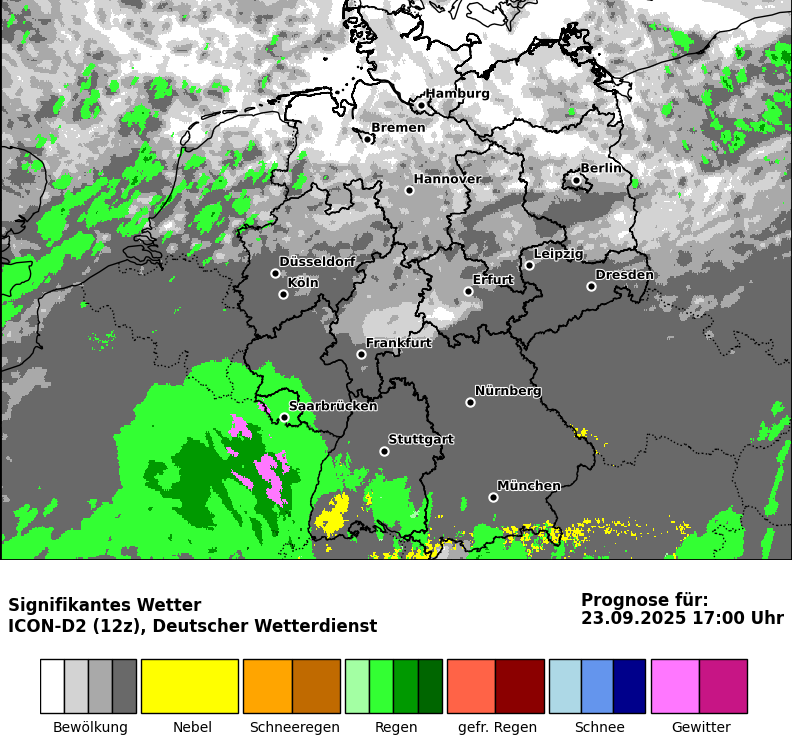 Hamburg
Bremen
Berlin
Hannover
Leipzig
Düsseldorf
Dresden
Köln
Erfurt
Frankfurt
Nürnberg
Saarbrücken
Stuttgart
München
Signifikantes Wetter
ICON-D2 (12z), Deutscher Wetterdienst
Prognose für:
23.09.2025 17:00 Uhr
Bewölkung Nebel Schneeregen Regen gefr. Regen Schnee Gewitter